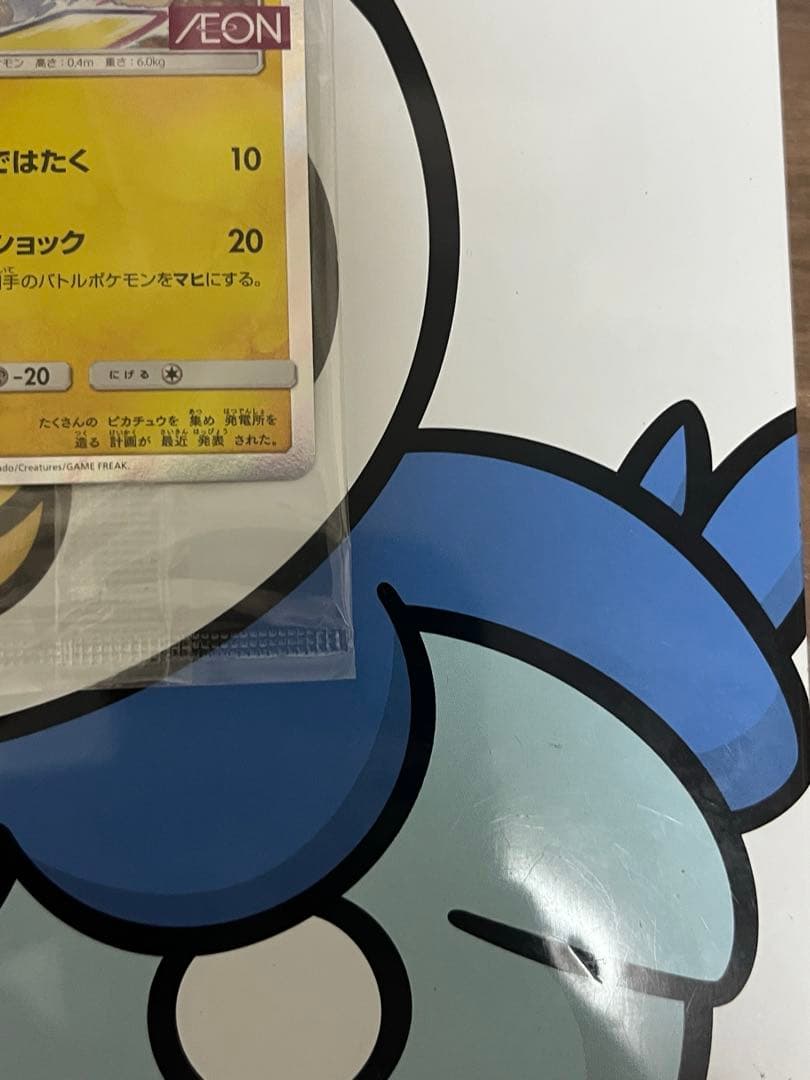 ÆON
モン 高さ:0.4m 重さ:6.0kg
ではたく 10
ショック 20
手のバトルポケモンをマヒにする。
-20 にげる
たくさんの ピカチュウを 集め 発電所を
造る 計画が 最近 発表 された。
do/Creatures/GAME FREAK.